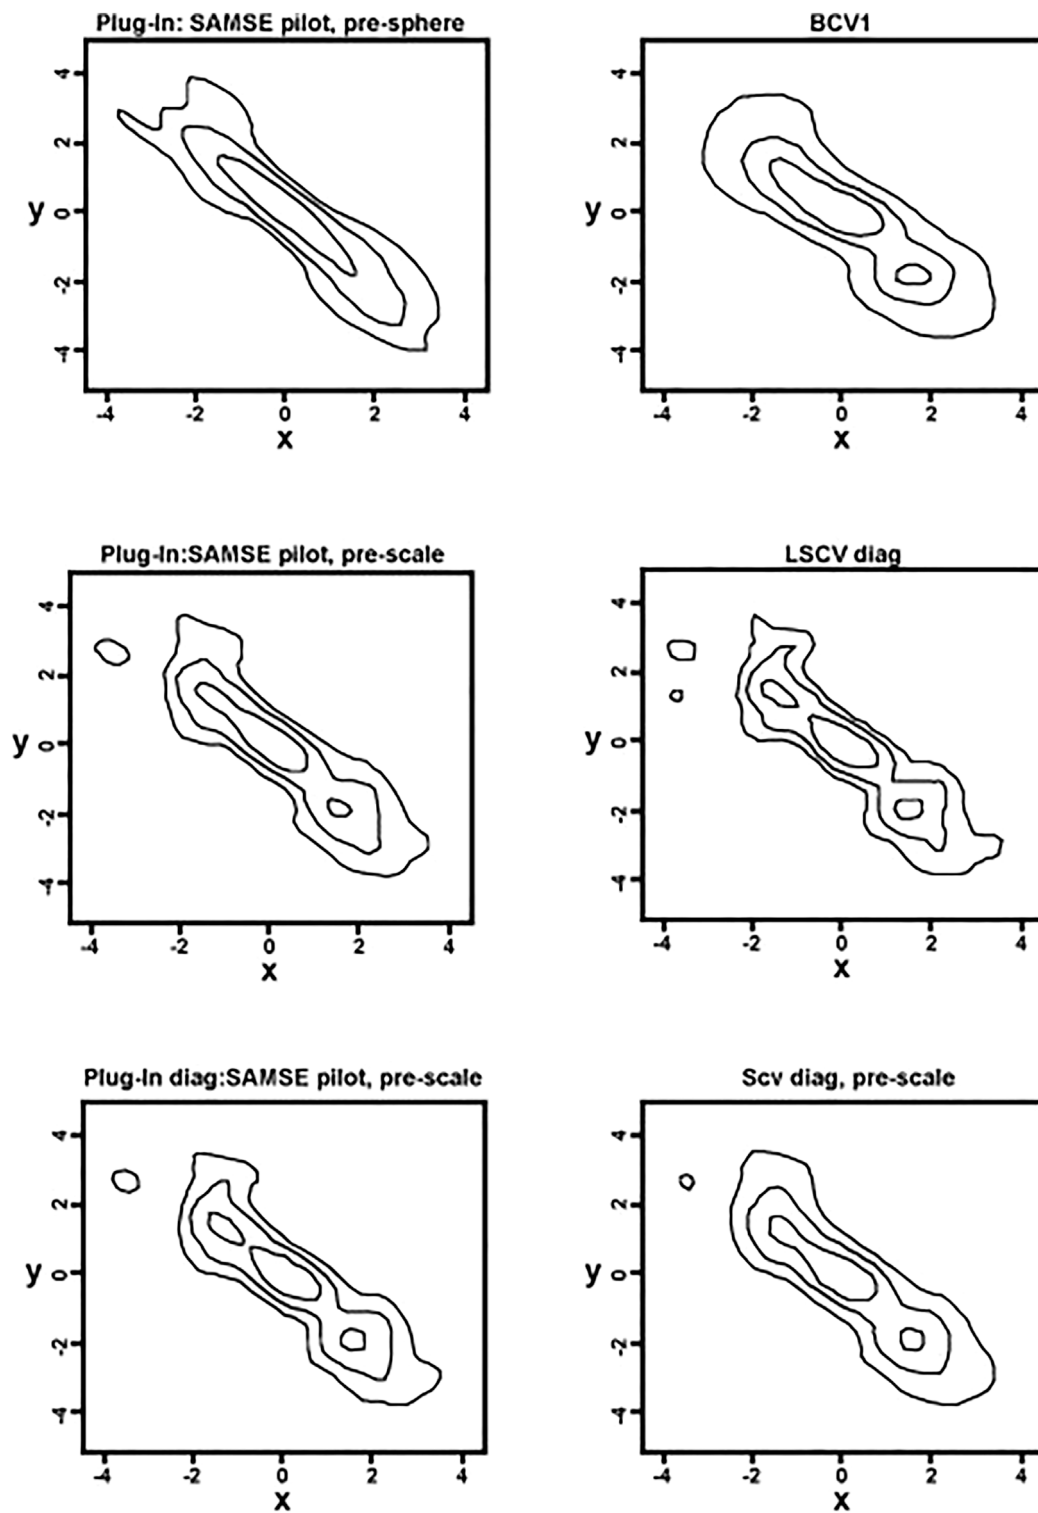 Plug-In: SAMSE pilot, pre-sphere
BCV1
y
4
2
0
-2
-4
-4 -2 0 2 4
X
y
4
2
0
-2
-4
-4 -2 0 2 4
X
Plug-In:SAMSE pilot, pre-scale
LSCV diag
y
4
2
0
-2
-4
-4 -2 0 2 4
X
y
4
2
0
-2
-4
-4 -2 0 2 4
X
Plug-In diag:SAMSE pilot, pre-scale
Scv diag, pre-scale
y
4
2
0
-2
-4
-4 -2 0 2 4
X
y
4
2
0
-2
-4
-4 -2 0 2 4
X